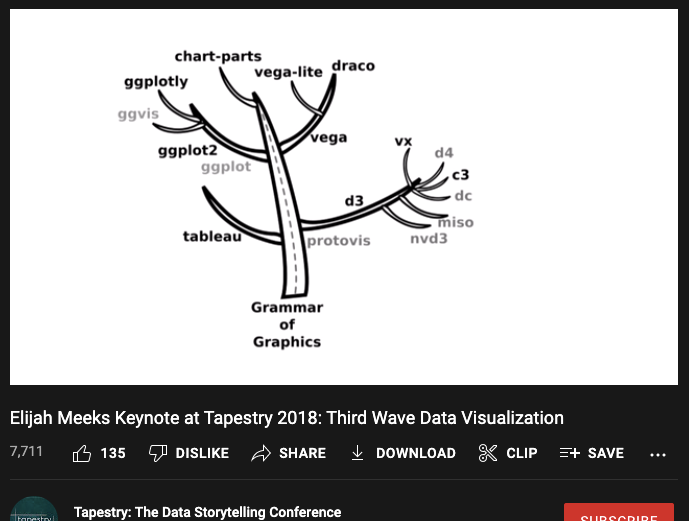 chart-parts
vega-lite
draco
ggplotly
ggvis
vega
ggplot2
ggplot
vx
d4
c3
dc
d3
miso
tableau
protovis
nvd3
Grammar
of
Graphics
Elijah Meeks Keynote at Tapestry 2018: Third Wave Data Visualization
7,711 135 DISLIKE SHARE DOWNLOAD CLIP SAVE
Tapestry: The Data Storytelling Conference
tapestry
SUBSCRIBE